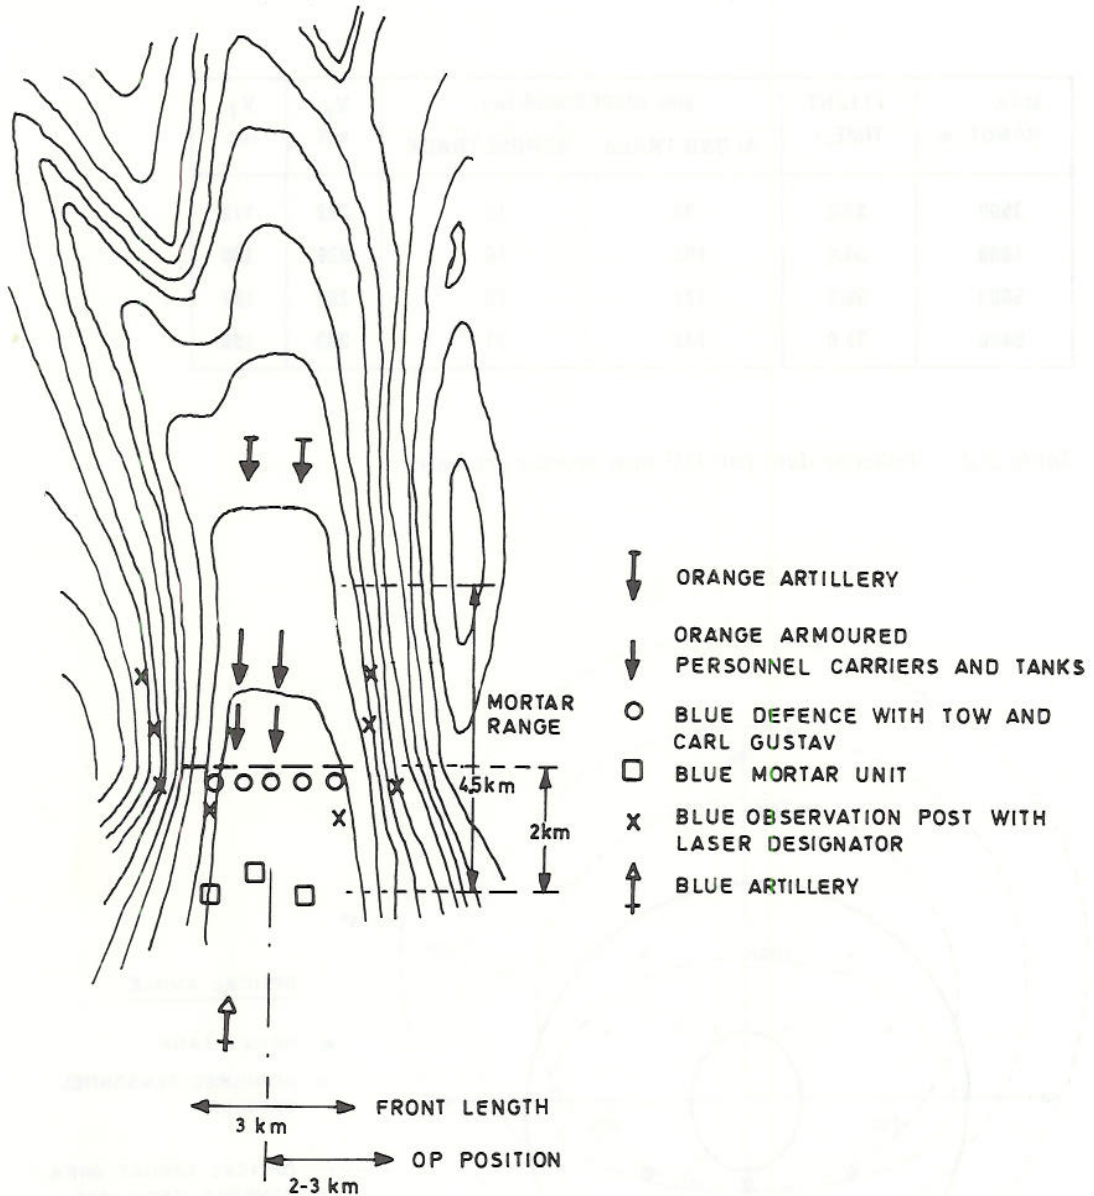 MORTAR
RANGE
4,5km
2km
ORANGE ARTILLERY
ORANGE ARMOURED
PERSONNEL CARRIERS AND TANKS
BLUE DEFENCE WITH TOW AND
CARL GUSTAV
BLUE MORTAR UNIT
BLUE OBSERVATION POST WITH
LASER DESIGNATOR
BLUE ARTILLERY
FRONT LENGTH
3 km
OP POSITION
2-3 km